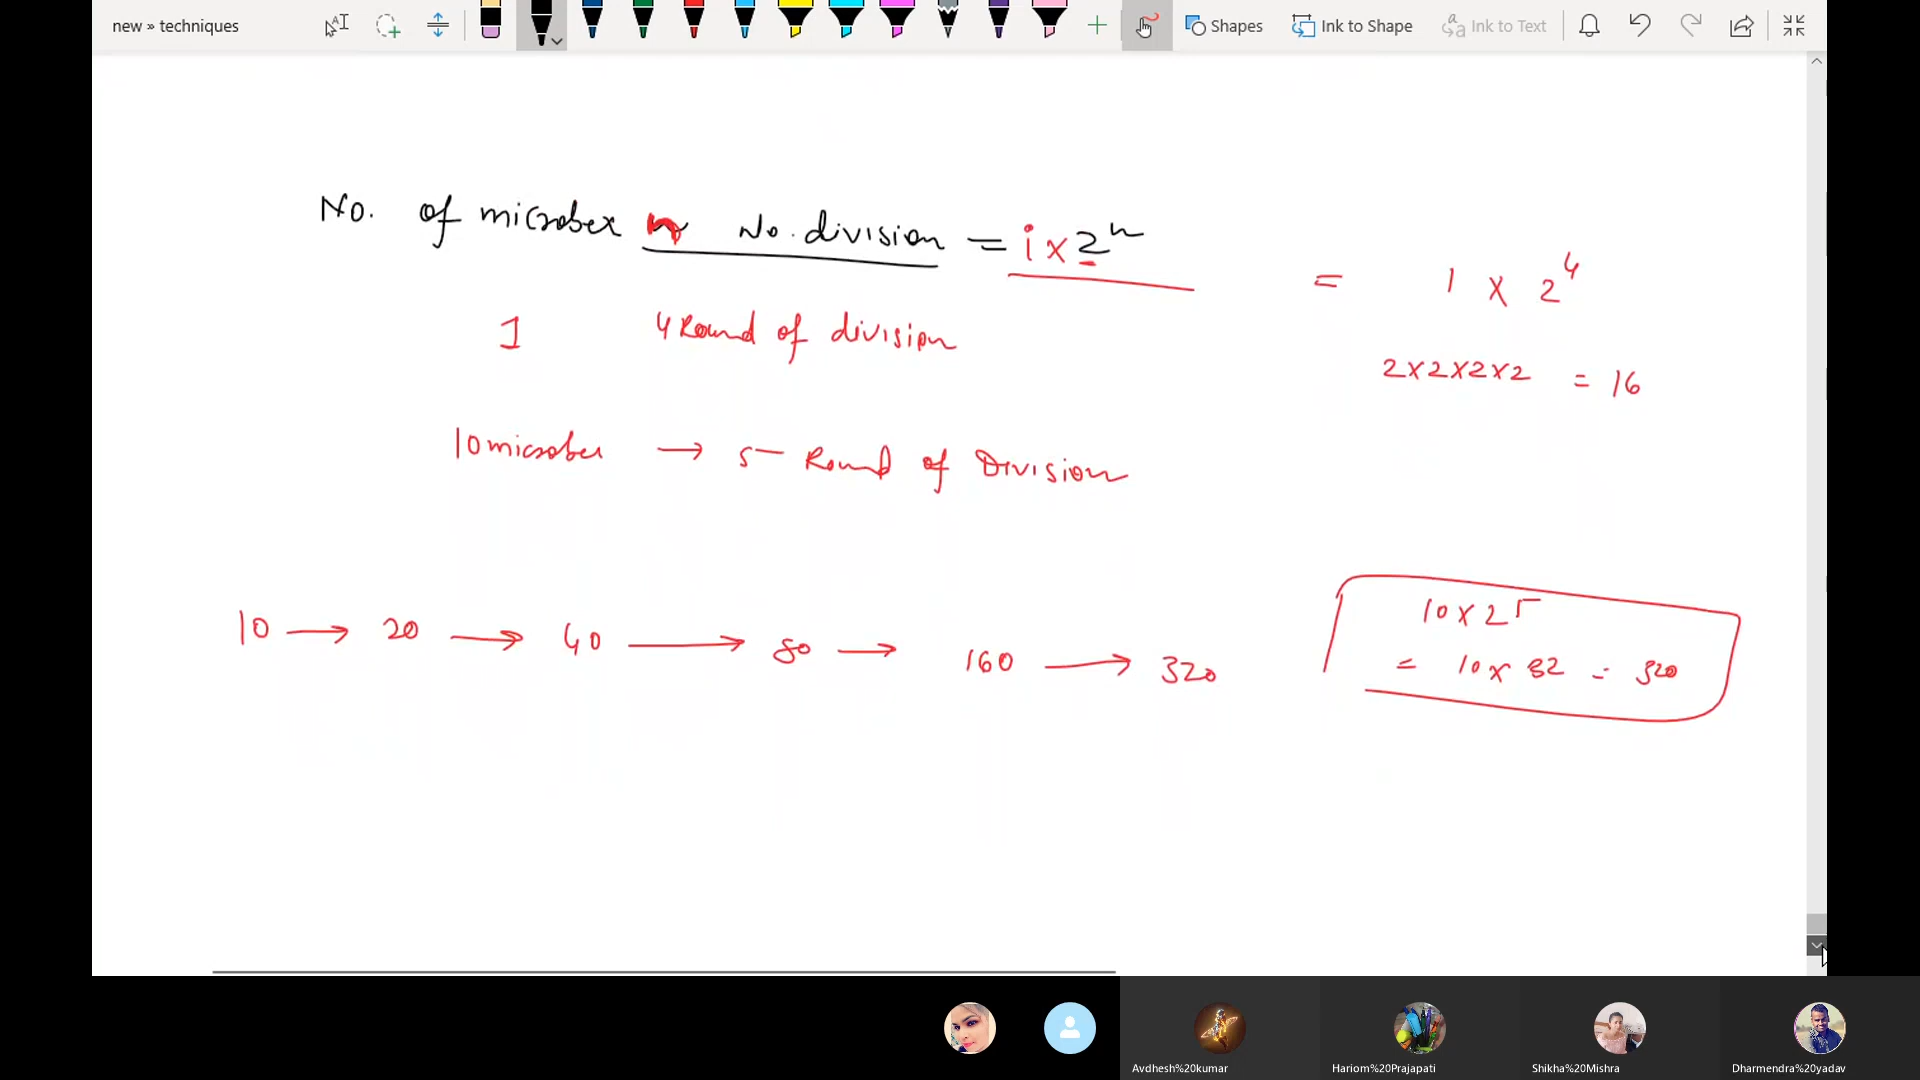 new » techniques
Shapes
Ink to Shape
Ink to Text
No. of microbes n No. division = i x 2ⁿ
= 1 x 2⁴
1 4 Round of division
2x2x2x2 = 16
10 microbes → 5 Round of Division
10 → 20 → 40 → 80 → 160 → 320
10 x 2⁵
= 10 x 32 = 320
Avdhesh%20kumar
Hariom%20Prajapati
Shikha%20Mishra
Dharmendra%20yadav